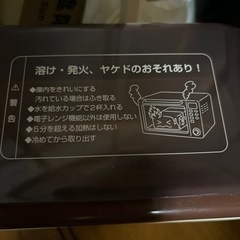 溶け・発火、ヤケドのおそれあり！
警告
◆庫内をきれいにする
汚れている場合はふき取る
◆水を給水カップで2杯入れる
◆電子レンジ機能以外は使用しない
◆5分を超える加熱はしない
◆冷めてから取り出す